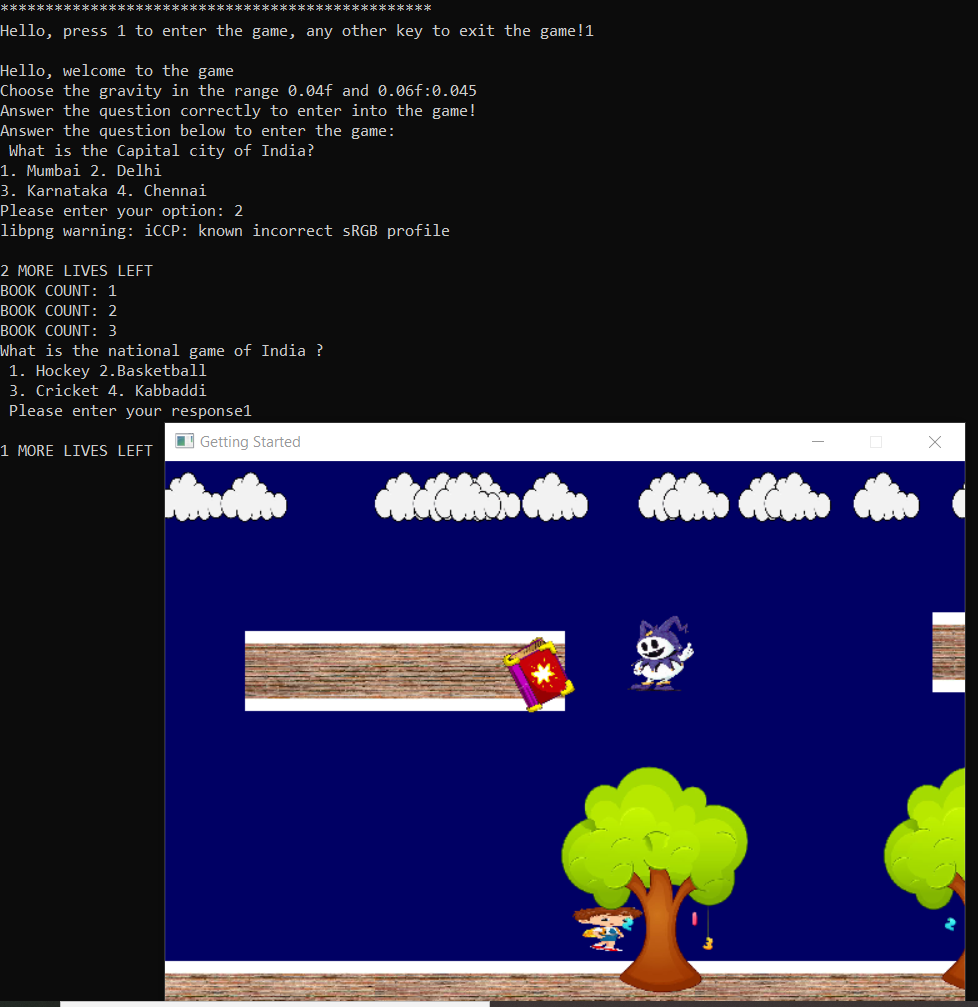 ************************************************
Hello, press 1 to enter the game, any other key to exit the game!1
Hello, welcome to the game
Choose the gravity in the range 0.04f and 0.06f:0.045
Answer the question correctly to enter into the game!
Answer the question below to enter the game:
What is the Capital city of India?
1. Mumbai 2. Delhi
3. Karnataka 4. Chennai
Please enter your option: 2
libpng warning: iCCP: known incorrect sRGB profile
2 MORE LIVES LEFT
BOOK COUNT: 1
BOOK COUNT: 2
BOOK COUNT: 3
What is the national game of India ?
1. Hockey 2.Basketball
3. Cricket 4. Kabbaddi
Please enter your response1
1 MORE LIVES LEFT
Getting Started
2
1
3
2